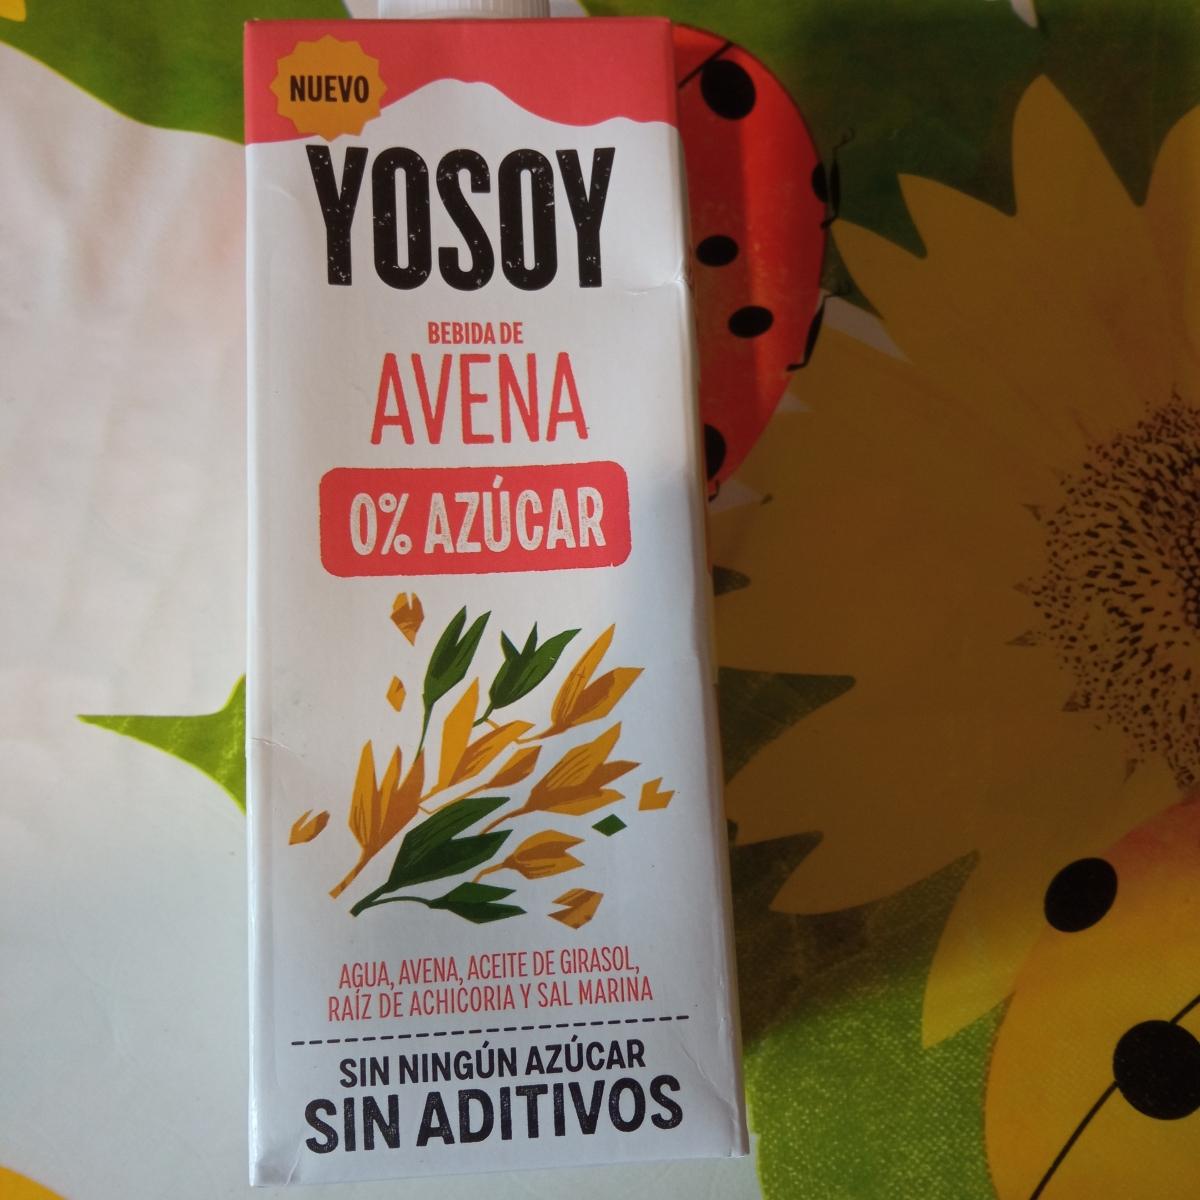 NUEVO
YOSOY
BEBIDA DE
AVENA
0% AZÚCAR
AGUA, AVENA, ACEITE DE GIRASOL,
RAÍZ DE ACHICORIA Y SAL MARINA
SIN NINGÚN AZÚCAR
SIN ADITIVOS